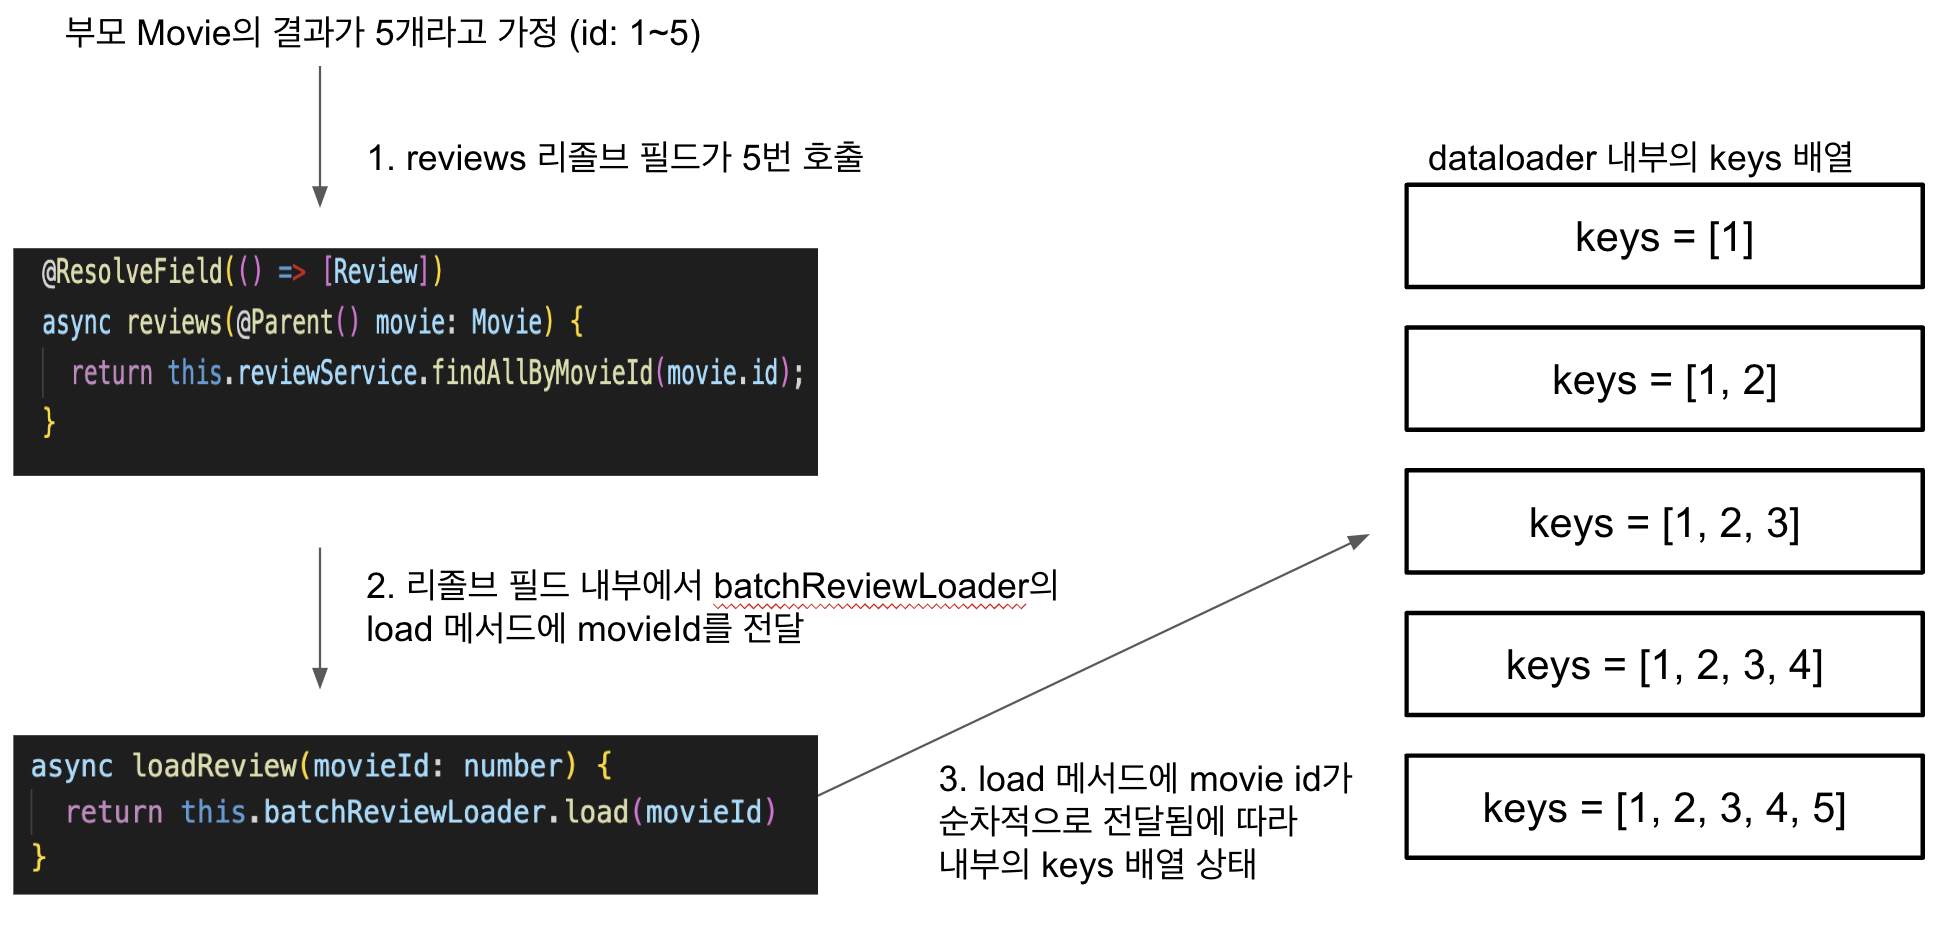 부모 Movie의 결과가 5개라고 가정 (id: 1~5)
1. reviews 리졸브 필드가 5번 호출
@ResolveField(() => [Review])
async reviews(@Parent() movie: Movie) {
return this.reviewService.findAllByMovieId(movie.id);
}
2. 리졸브 필드 내부에서 batchReviewLoader의
load 메서드에 movieId를 전달
async loadReview(movieId: number) {
return this.batchReviewLoader.load(movieId)
}
3. load 메서드에 movie id가
순차적으로 전달됨에 따라
내부의 keys 배열 상태
dataloader 내부의 keys 배열
keys = [1]
keys = [1, 2]
keys = [1, 2, 3]
keys = [1, 2, 3, 4]
keys = [1, 2, 3, 4, 5]